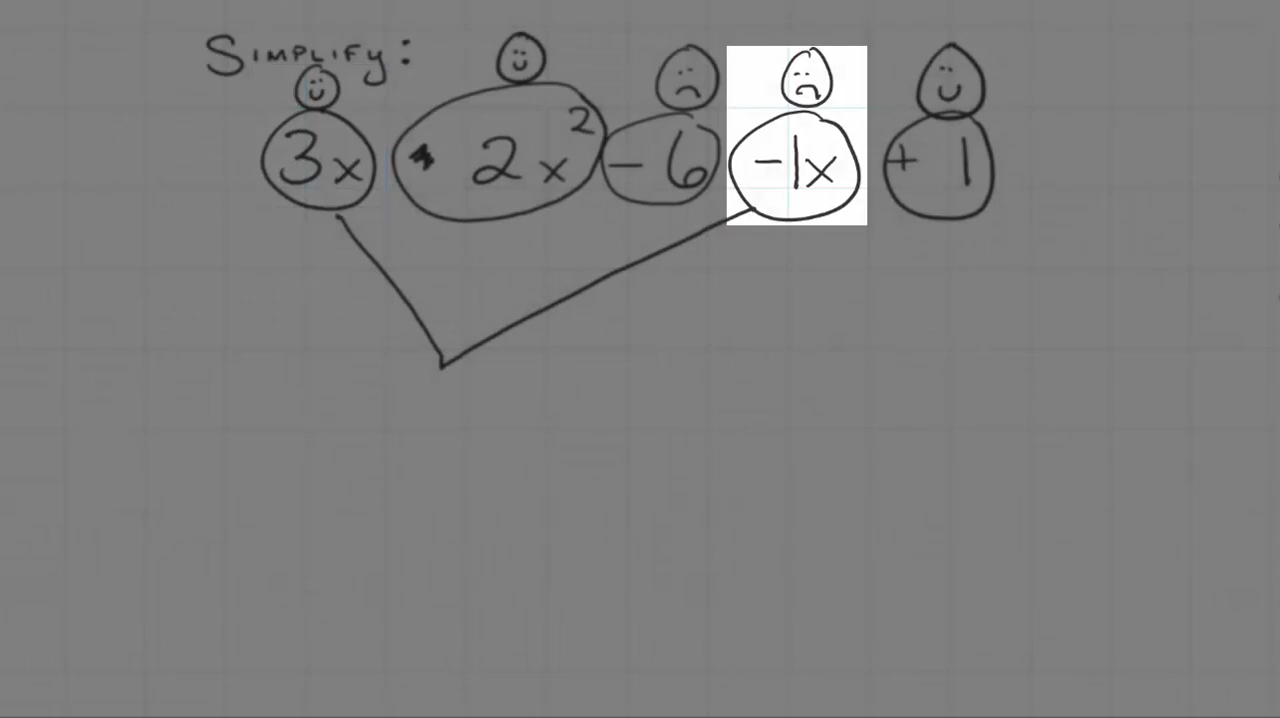 SIMPLIFY:
3x + 2x² - 6 -1x + 1